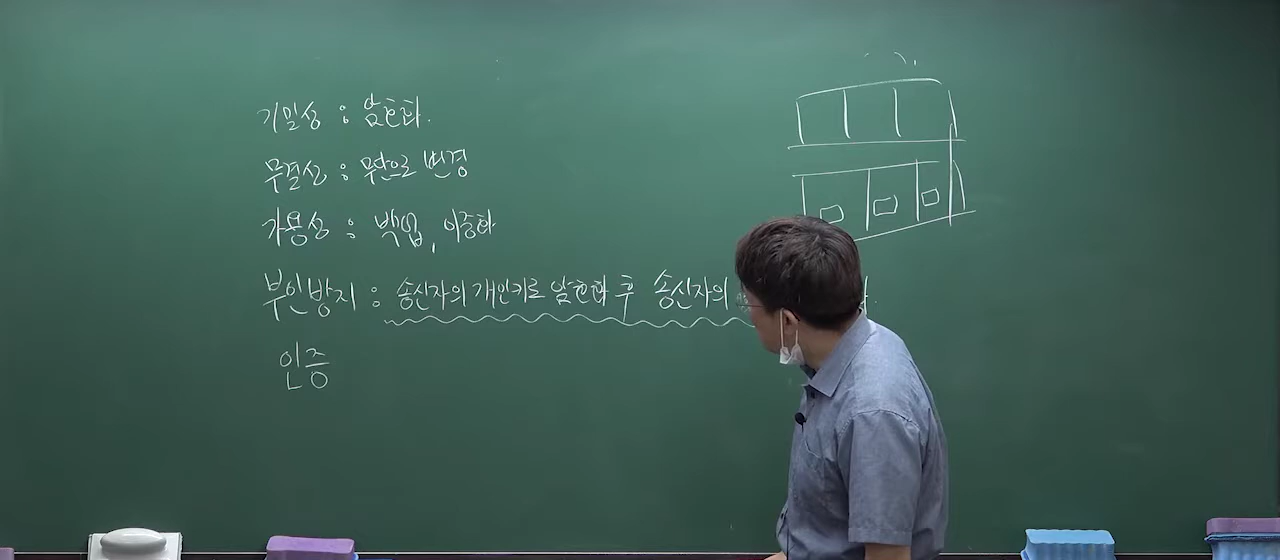 기밀성 : 암호화.
무결성 : 무단으로 변경
가용성 : 백업, 이중화
부인방지 : 송신자의 개인키로 암호화 후 송신자의
인증